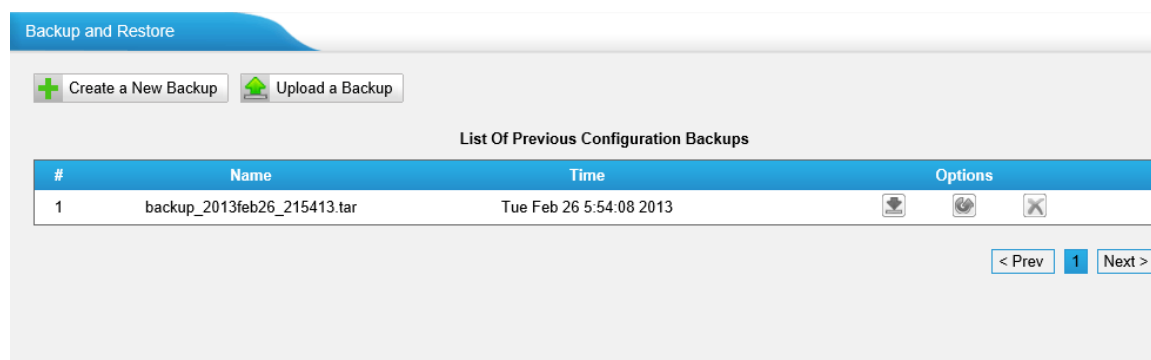 Backup and Restore
Create a New Backup Upload a Backup
List Of Previous Configuration Backups
# Name Time Options
1 backup_2013feb26_215413.tar Tue Feb 26 5:54:08 2013
< Prev 1 Next >